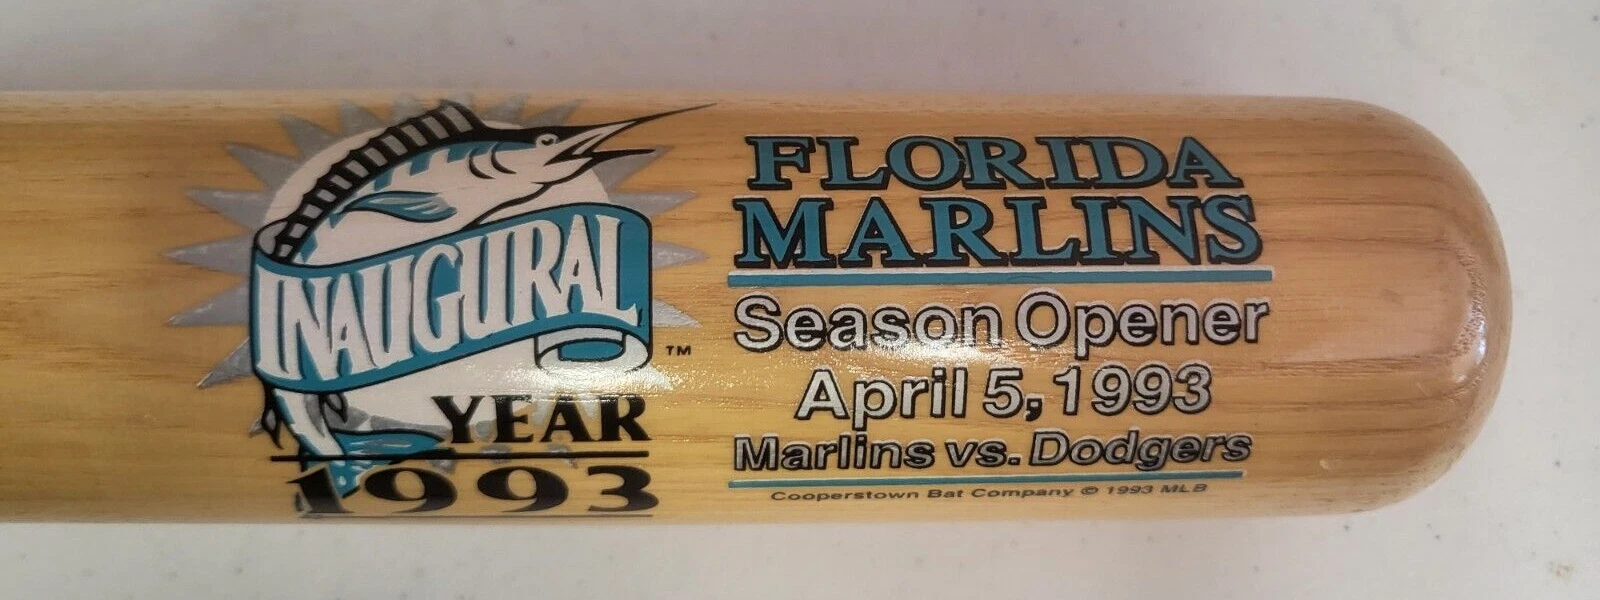 INAUGURAL
YEAR
1993
TM
FLORIDA
MARLINS
Season Opener
April 5, 1993
Marlins vs. Dodgers
Cooperstown Bat Company © 1993 MLB